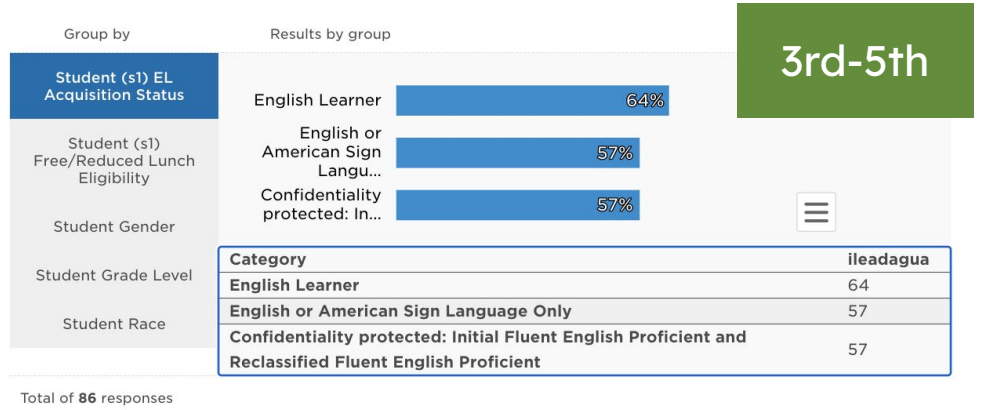 Group by
Results by group
3rd-5th
Student (s1) EL
Acquisition Status
Student (s1)
Free/Reduced Lunch
Eligibility
Student Gender
Student Grade Level
Student Race
English Learner
64%
English or
American Sign
Langu...
57%
Confidentiality
protected: In...
57%
Category ileadagua
English Learner 64
English or American Sign Language Only 57
Confidentiality protected: Initial Fluent English Proficient and
Reclassified Fluent English Proficient
57
Total of 86 responses